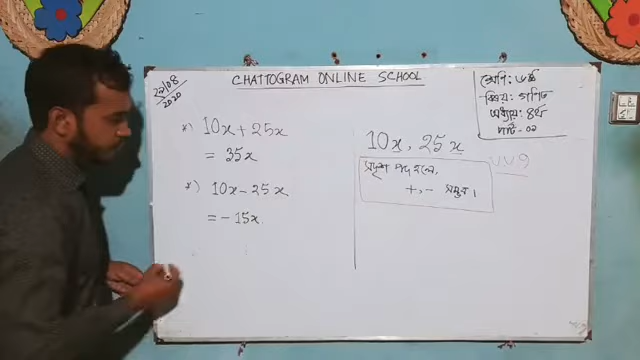 22/08
2020
CHATTOGRAM ONLINE SCHOOL
শ্রেণি: ৬ষ্ঠ
বিষয়: গণিত
অধ্যায়: ৪র্থ
পার্ট- ০২
*) 10x + 25x
= 35x
*) 10x - 25x
= - 15x
10x, 25x
সদৃশ পদ হলে,
+, - সম্ভব।